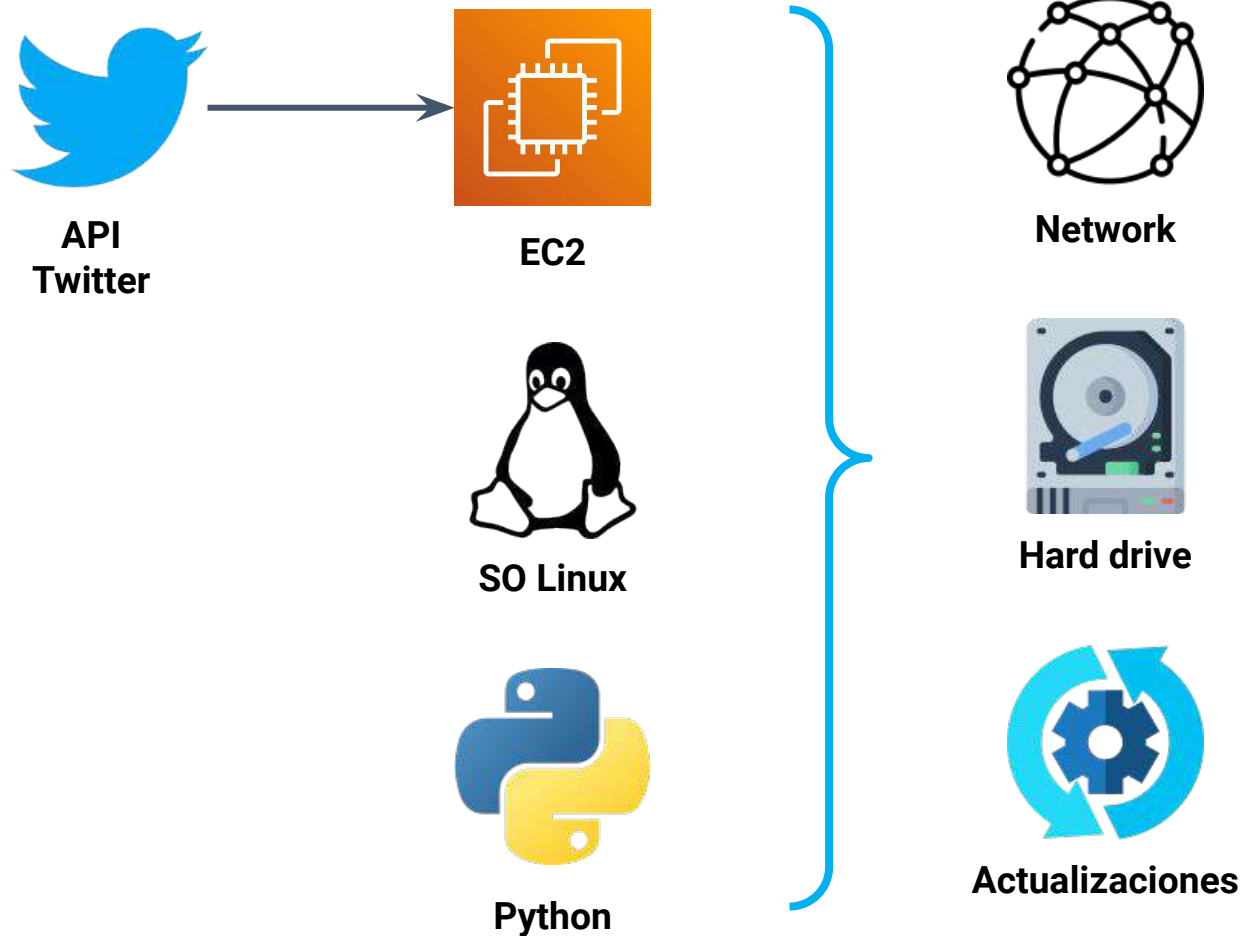 API
Twitter
EC2
SO Linux
Python
Network
Hard drive
Actualizaciones